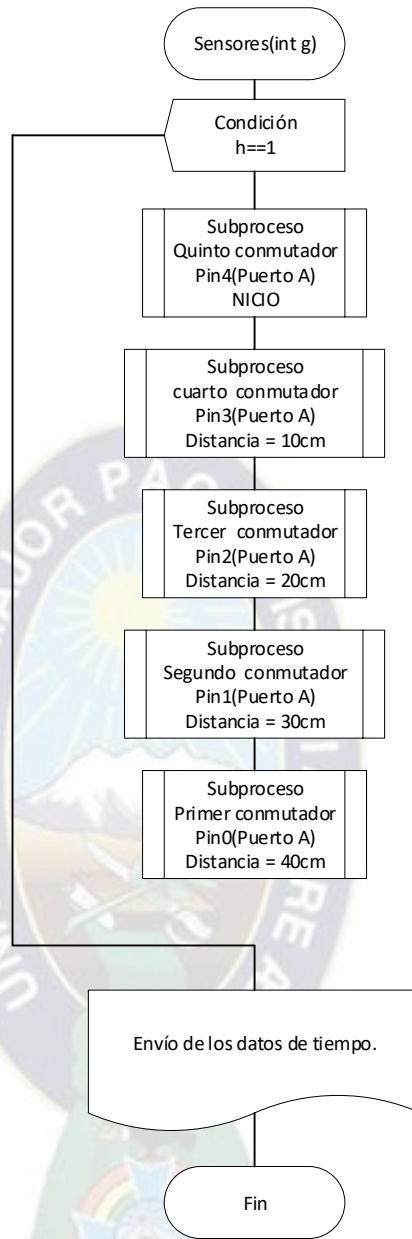 Sensores(int g)
Condición
h==1
Subproceso
Quinto conmutador
Pin4(Puerto A)
NICIO
Subproceso
cuarto conmutador
Pin3(Puerto A)
Distancia = 10cm
Subproceso
Tercer conmutador
Pin2(Puerto A)
Distancia = 20cm
Subproceso
Segundo conmutador
Pin1(Puerto A)
Distancia = 30cm
Subproceso
Primer conmutador
Pin0(Puerto A)
Distancia = 40cm
Envío de los datos de tiempo.
Fin